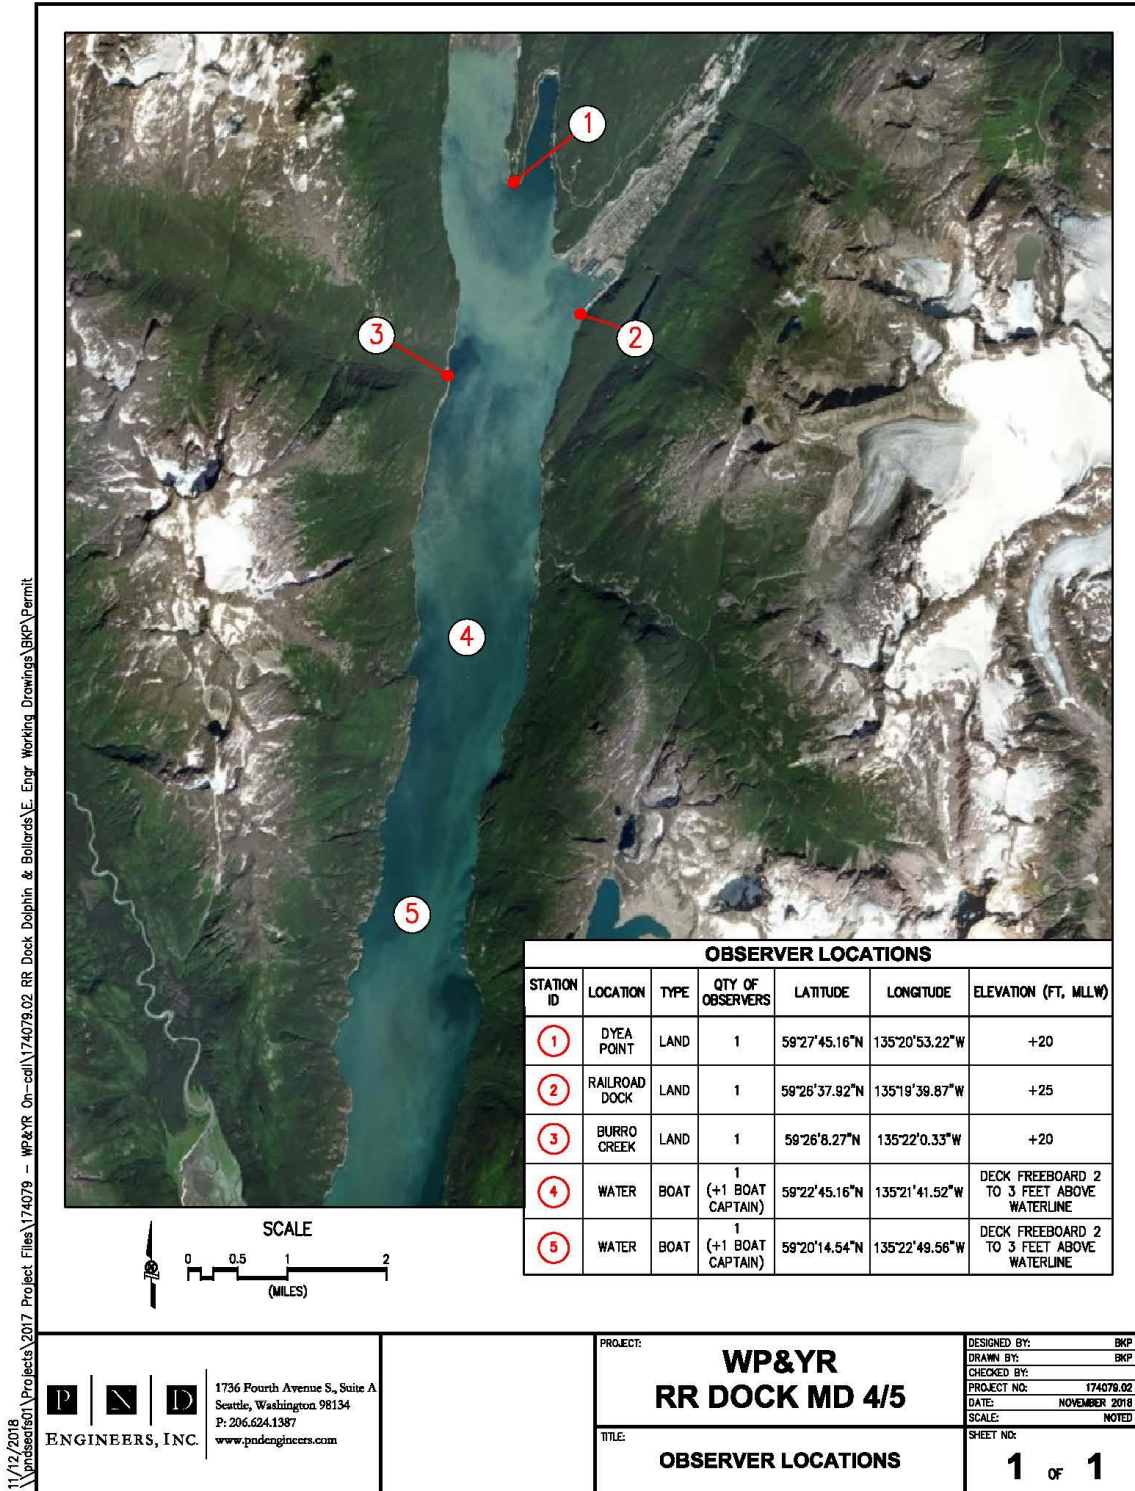 1
2
3
4
5
OBSERVER LOCATIONS
STATION ID LOCATION TYPE QTY OF OBSERVERS LATITUDE LONGITUDE ELEVATION (FT, MLLW)
1 DYEA POINT LAND 1 59°27'45.16"N 135°20'53.22"W +20
2 RAILROAD DOCK LAND 1 59°26'37.92"N 135°19'39.87"W +25
3 BURRO CREEK LAND 1 59°26'8.27"N 135°22'0.33"W +20
4 WATER BOAT 1 (+1 BOAT CAPTAIN) 59°22'45.16"N 135°21'41.52"W DECK FREEBOARD 2 TO 3 FEET ABOVE WATERLINE
5 WATER BOAT 1 (+1 BOAT CAPTAIN) 59°20'14.54"N 135°22'49.56"W DECK FREEBOARD 2 TO 3 FEET ABOVE WATERLINE
SCALE
0 0.5 1 2
(MILES)
P N D
ENGINEERS, INC.
1736 Fourth Avenue S., Suite A
Seattle, Washington 98134
P: 206.624.1387
www.pndengineers.com
PROJECT:
WP&YR
RR DOCK MD 4/5
TITLE:
OBSERVER LOCATIONS
DESIGNED BY: BKP
DRAWN BY: BKP
CHECKED BY:
PROJECT NO: 174079.02
DATE: NOVEMBER 2018
SCALE: NOTED
SHEET NO:
1 OF 1
11/12/2018
\\pndseafs01\Projects\2017 Project Files\174079 - WP&YR On-call\174079.02 RR Dock Dolphin & Bollards\E. Engr Working Drawings\BKP\Permit